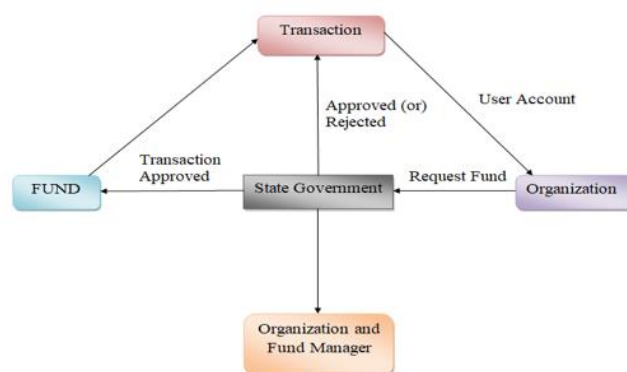 Transaction
Approved (or)
Rejected
User Account
Transaction
Approved
FUND
State Government
Request Fund
Organization
Organization and
Fund Manager